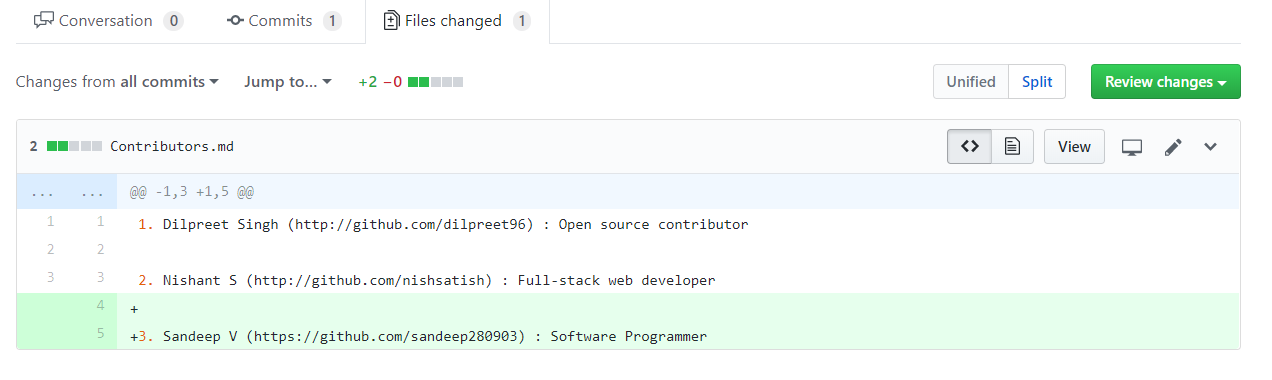 Conversation 0 Commits 1 Files changed 1
Changes from all commits Jump to... +2 −0 Unified Split Review changes
2 Contributors.md View
... ... @@ -1,3 +1,5 @@
1 1 1. Dilpreet Singh (http://github.com/dilpreet96) : Open source contributor
2 2
3 3 2. Nishant S (http://github.com/nishsatish) : Full-stack web developer
4 +
5 +3. Sandeep V (https://github.com/sandeep280903) : Software Programmer